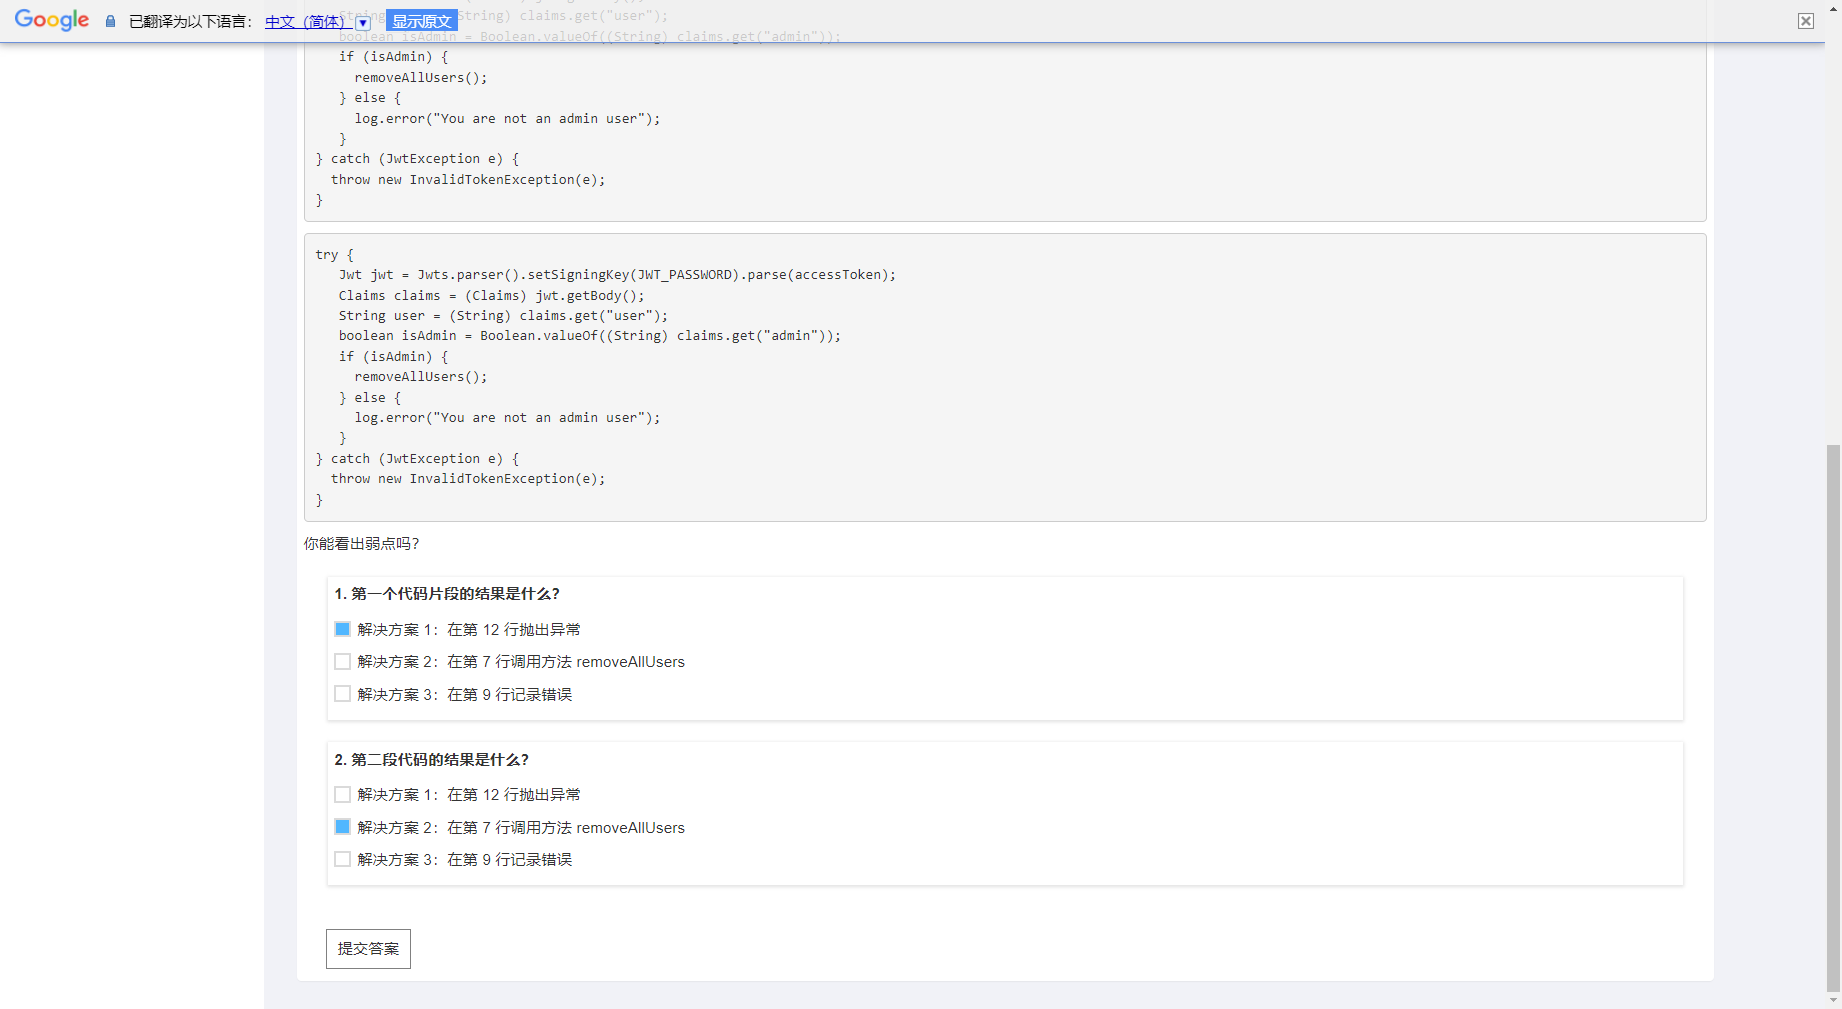 Google 已翻译为以下语言： 中文（简体） ▼ 显示原文
String user = (String) claims.get("user");
boolean isAdmin = Boolean.valueOf((String) claims.get("admin"));
if (isAdmin) {
removeAllUsers();
} else {
log.error("You are not an admin user");
}
} catch (JwtException e) {
throw new InvalidTokenException(e);
}
try {
Jwt jwt = Jwts.parser().setSigningKey(JWT_PASSWORD).parse(accessToken);
Claims claims = (Claims) jwt.getBody();
String user = (String) claims.get("user");
boolean isAdmin = Boolean.valueOf((String) claims.get("admin"));
if (isAdmin) {
removeAllUsers();
} else {
log.error("You are not an admin user");
}
} catch (JwtException e) {
throw new InvalidTokenException(e);
}
你能看出弱点吗？
1. 第一个代码片段的结果是什么？
解决方案 1：在第 12 行抛出异常
解决方案 2：在第 7 行调用方法 removeAllUsers
解决方案 3：在第 9 行记录错误
2. 第二段代码的结果是什么？
解决方案 1：在第 12 行抛出异常
解决方案 2：在第 7 行调用方法 removeAllUsers
解决方案 3：在第 9 行记录错误
提交答案